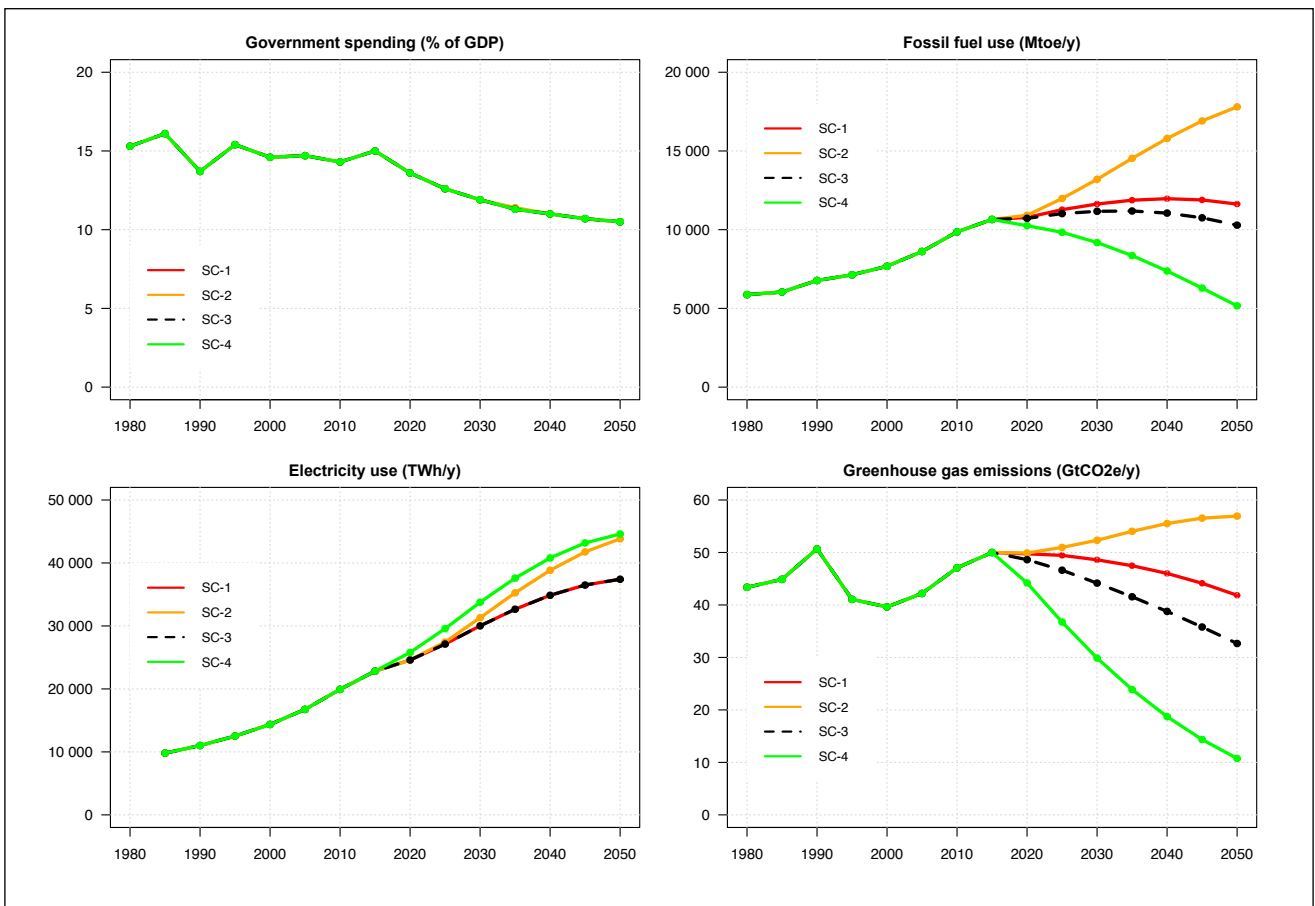 Government spending (% of GDP)
20
15
10
5
0
SC-1
SC-2
SC-3
SC-4
1980 1990 2000 2010 2020 2030 2040 2050
Fossil fuel use (Mtoe/y)
20 000
15 000
10 000
5 000
0
SC-1
SC-2
SC-3
SC-4
1980 1990 2000 2010 2020 2030 2040 2050
Electricity use (TWh/y)
50 000
40 000
30 000
20 000
10 000
0
SC-1
SC-2
SC-3
SC-4
1980 1990 2000 2010 2020 2030 2040 2050
Greenhouse gas emissions (GtCO2e/y)
60
50
40
30
20
10
0
SC-1
SC-2
SC-3
SC-4
1980 1990 2000 2010 2020 2030 2040 2050